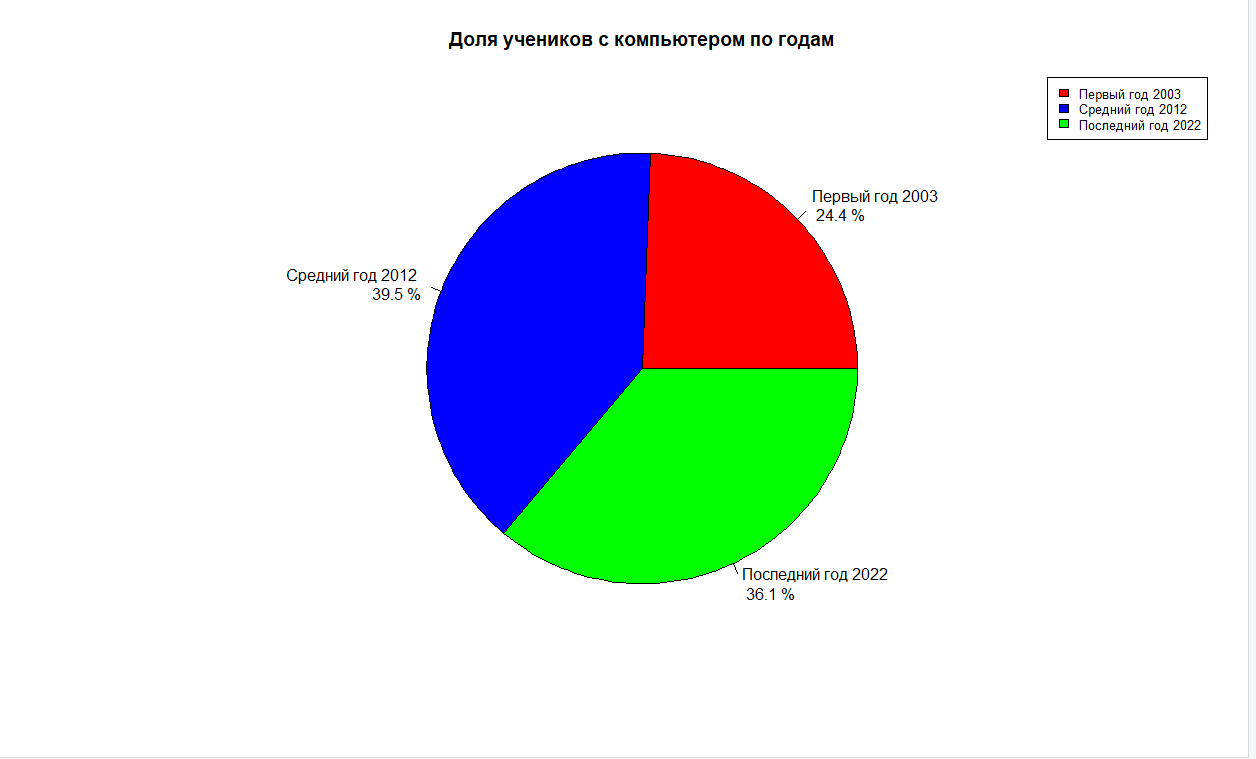 Доля учеников с компьютером по годам
Первый год 2003
Средний год 2012
Последний год 2022
Первый год 2003
24.4 %
Средний год 2012
39.5 %
Последний год 2022
36.1 %